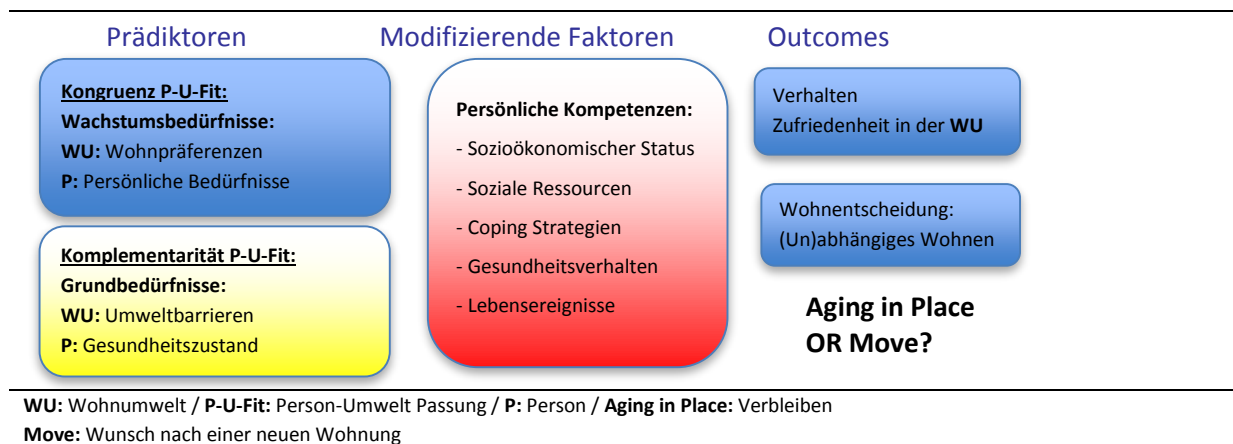 Prädiktoren
Modifizierende Faktoren
Outcomes
Kongruenz P-U-Fit:
Wachstumsbedürfnisse:
WU: Wohnpräferenzen
P: Persönliche Bedürfnisse
Komplementarität P-U-Fit:
Grundbedürfnisse:
WU: Umweltbarrieren
P: Gesundheitszustand
Persönliche Kompetenzen:
- Sozioökonomischer Status
- Soziale Ressourcen
- Coping Strategien
- Gesundheitsverhalten
- Lebensereignisse
Verhalten
Zufriedenheit in der WU
Wohnentscheidung:
(Un)abhängiges Wohnen
Aging in Place
OR Move?
WU: Wohnumwelt / P-U-Fit: Person-Umwelt Passung / P: Person / Aging in Place: Verbleiben
Move: Wunsch nach einer neuen Wohnung